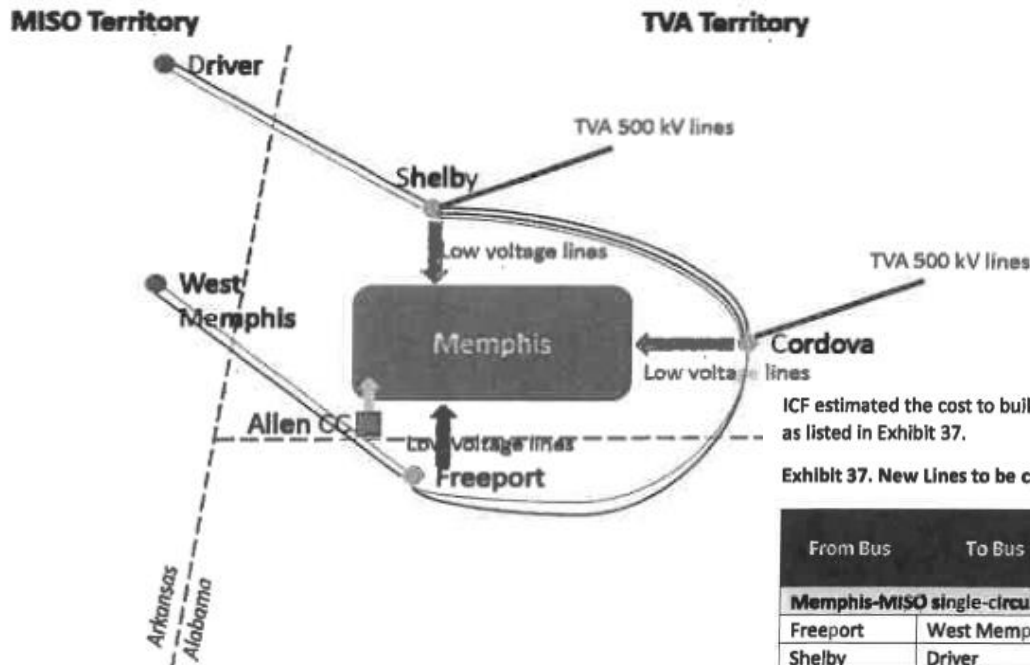 MISO Territory
TVA Territory
Driver
TVA 500 kV lines
Shelby
Low voltage lines
TVA 500 kV lines
West
Memphis
Memphis
Cordova
Low voltage lines
Allen CC
Low voltage lines
Freeport
Arkansas
Alabama
ICF estimated the cost to buil
as listed in Exhibit 37.
Exhibit 37. New Lines to be c
From Bus To Bus
Memphis-MISO single-circu
Freeport West Memp
Shelby Driver